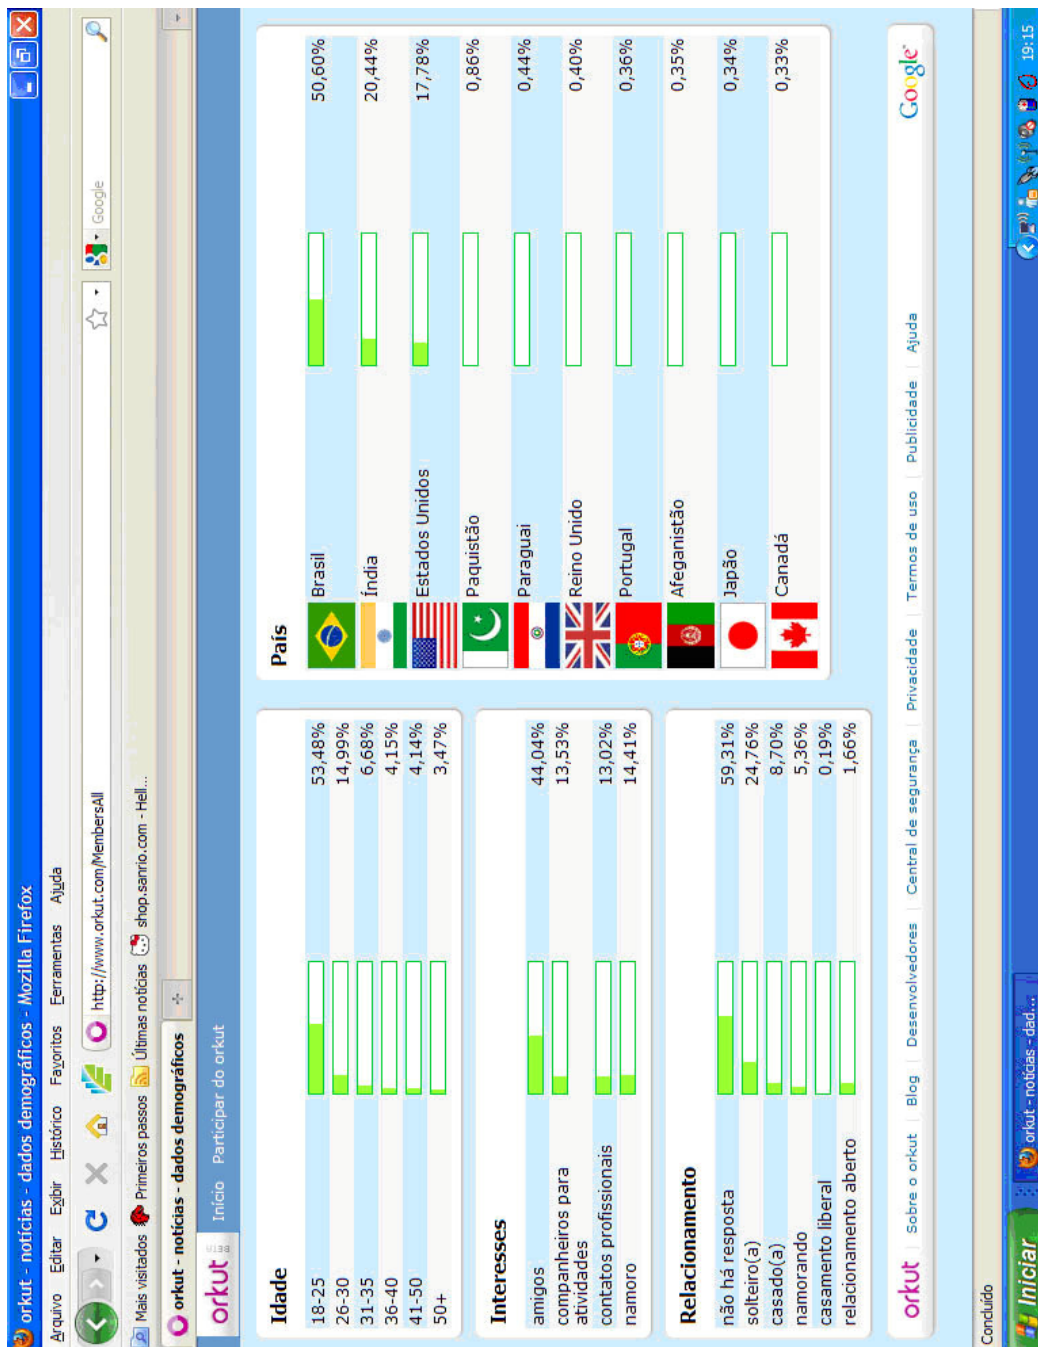 orkut - notícias - dados demográficos - Mozilla Firefox
Arquivo Editar Exibir Histórico Favoritos Ferramentas Ajuda
http://www.orkut.com/MembersAll
Google
Mais visitados Primeiros passos Últimas notícias shop.sanrio.com - Hell...
orkut - notícias - dados demográficos
orkut BETA Início Participar do orkut
Idade
18-25 53,48%
26-30 14,99%
31-35 6,68%
36-40 4,15%
41-50 4,14%
50+ 3,47%
Interesses
amigos 44,04%
companheiros para 13,53%
atividades
contatos profissionais 13,02%
namoro 14,41%
Relacionamento
não há resposta 59,31%
solteiro(a) 24,76%
casado(a) 8,70%
namorando 5,36%
casamento liberal 0,19%
relacionamento aberto 1,66%
País
Brasil 50,60%
Índia 20,44%
Estados Unidos 17,78%
Paquistão 0,86%
Paraguai 0,44%
Reino Unido 0,40%
Portugal 0,36%
Afeganistão 0,35%
Japão 0,34%
Canadá 0,33%
orkut | Sobre o orkut | Blog | Desenvolvedores | Central de segurança | Privacidade | Termos de uso | Publicidade | Ajuda Google
Concluído
Iniciar orkut - notícias - dad... 19:15